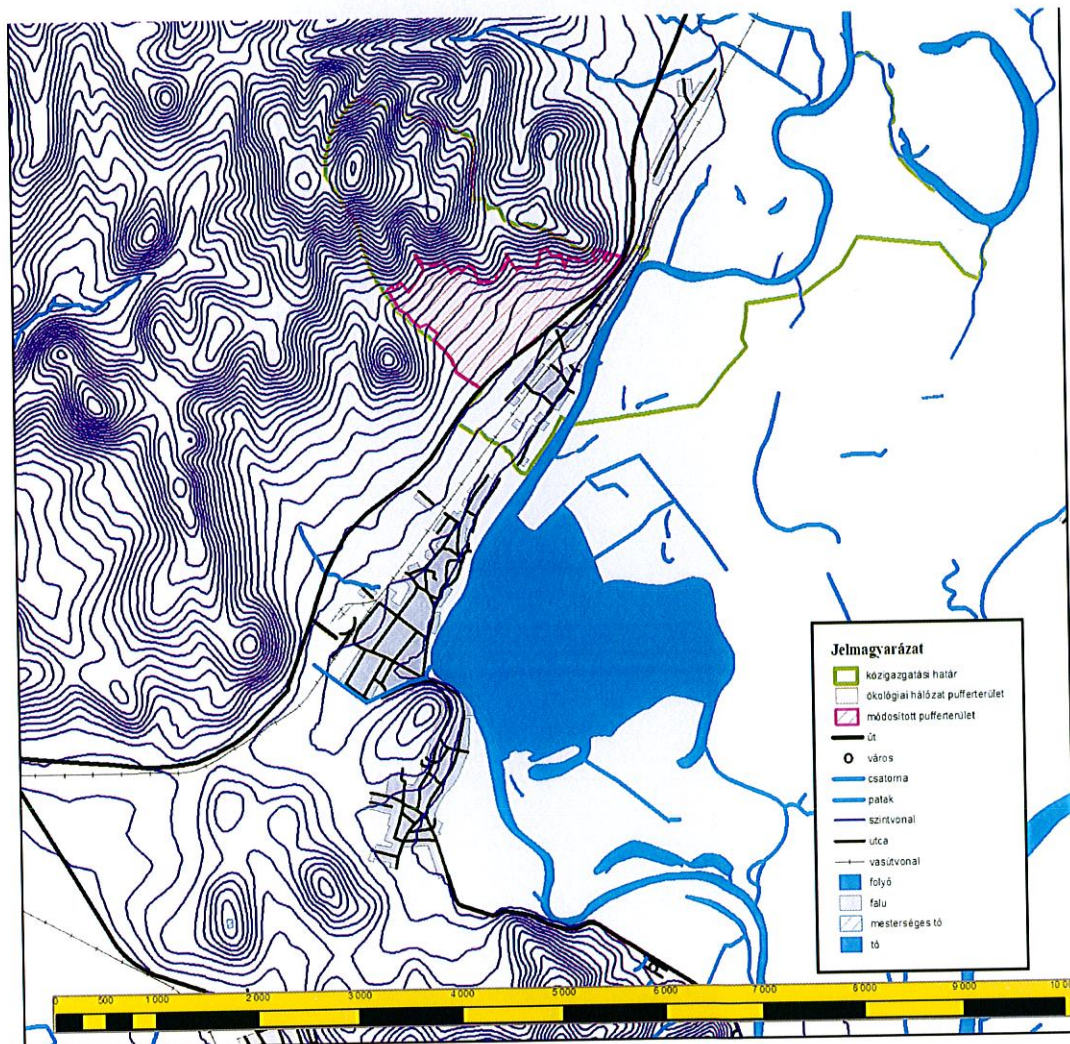 Jelmagyarázat
közigazgatási határ
ökológiai hálózat pufferterület
módosított pufferterület
út
város
csatorna
patak
szintvonal
utca
vasútvonal
folyó
falu
mesterséges tó
tó
0 500 1 000 2 000 3 000 4 000 5 000 6 000 7 000 8 000 9 000 10 00